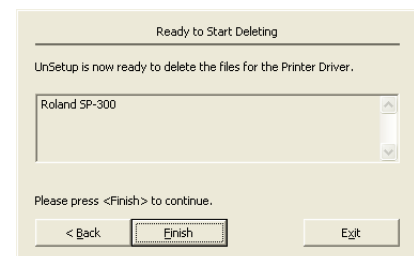 Ready to Start Deleting
UnSetup is now ready to delete the files for the Printer Driver.
Roland SP-300
Please press <Finish> to continue.
< Back
Finish
Exit